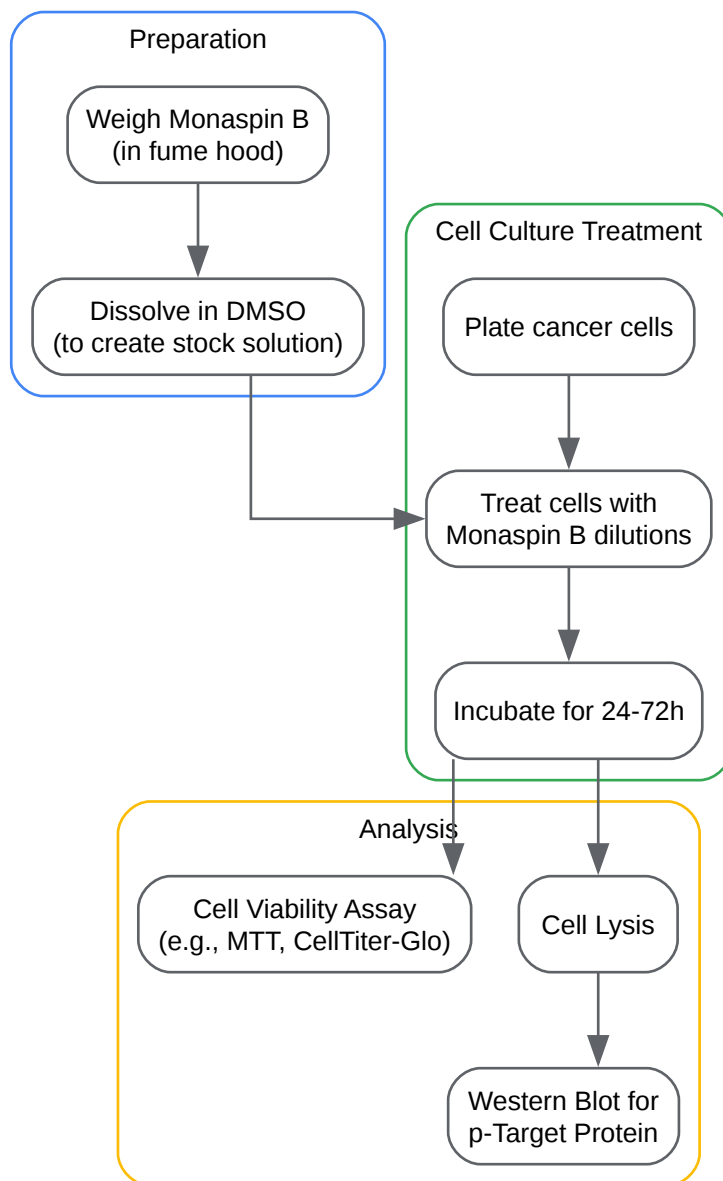 Preparation
Weigh Monaspin B
(in fume hood)
Dissolve in DMSO
(to create stock solution)
Cell Culture Treatment
Plate cancer cells
Treat cells with
Monaspin B dilutions
Incubate for 24-72h
Analysis
Cell Viability Assay
(e.g., MTT, CellTiter-Glo)
Cell Lysis
Western Blot for
p-Target Protein